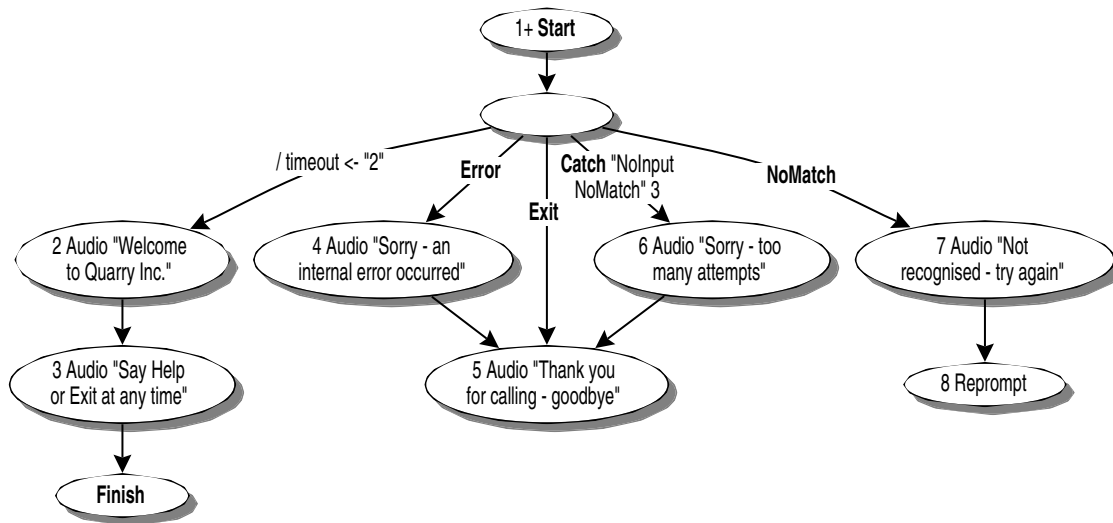 1+ Start
/ timeout <- "2"
Error
Exit
Catch "NoInput
NoMatch" 3
NoMatch
2 Audio "Welcome
to Quarry Inc."
4 Audio "Sorry - an
internal error occurred"
6 Audio "Sorry - too
many attempts"
7 Audio "Not
recognised - try again"
3 Audio "Say Help
or Exit at any time"
5 Audio "Thank you
for calling - goodbye"
8 Reprompt
Finish